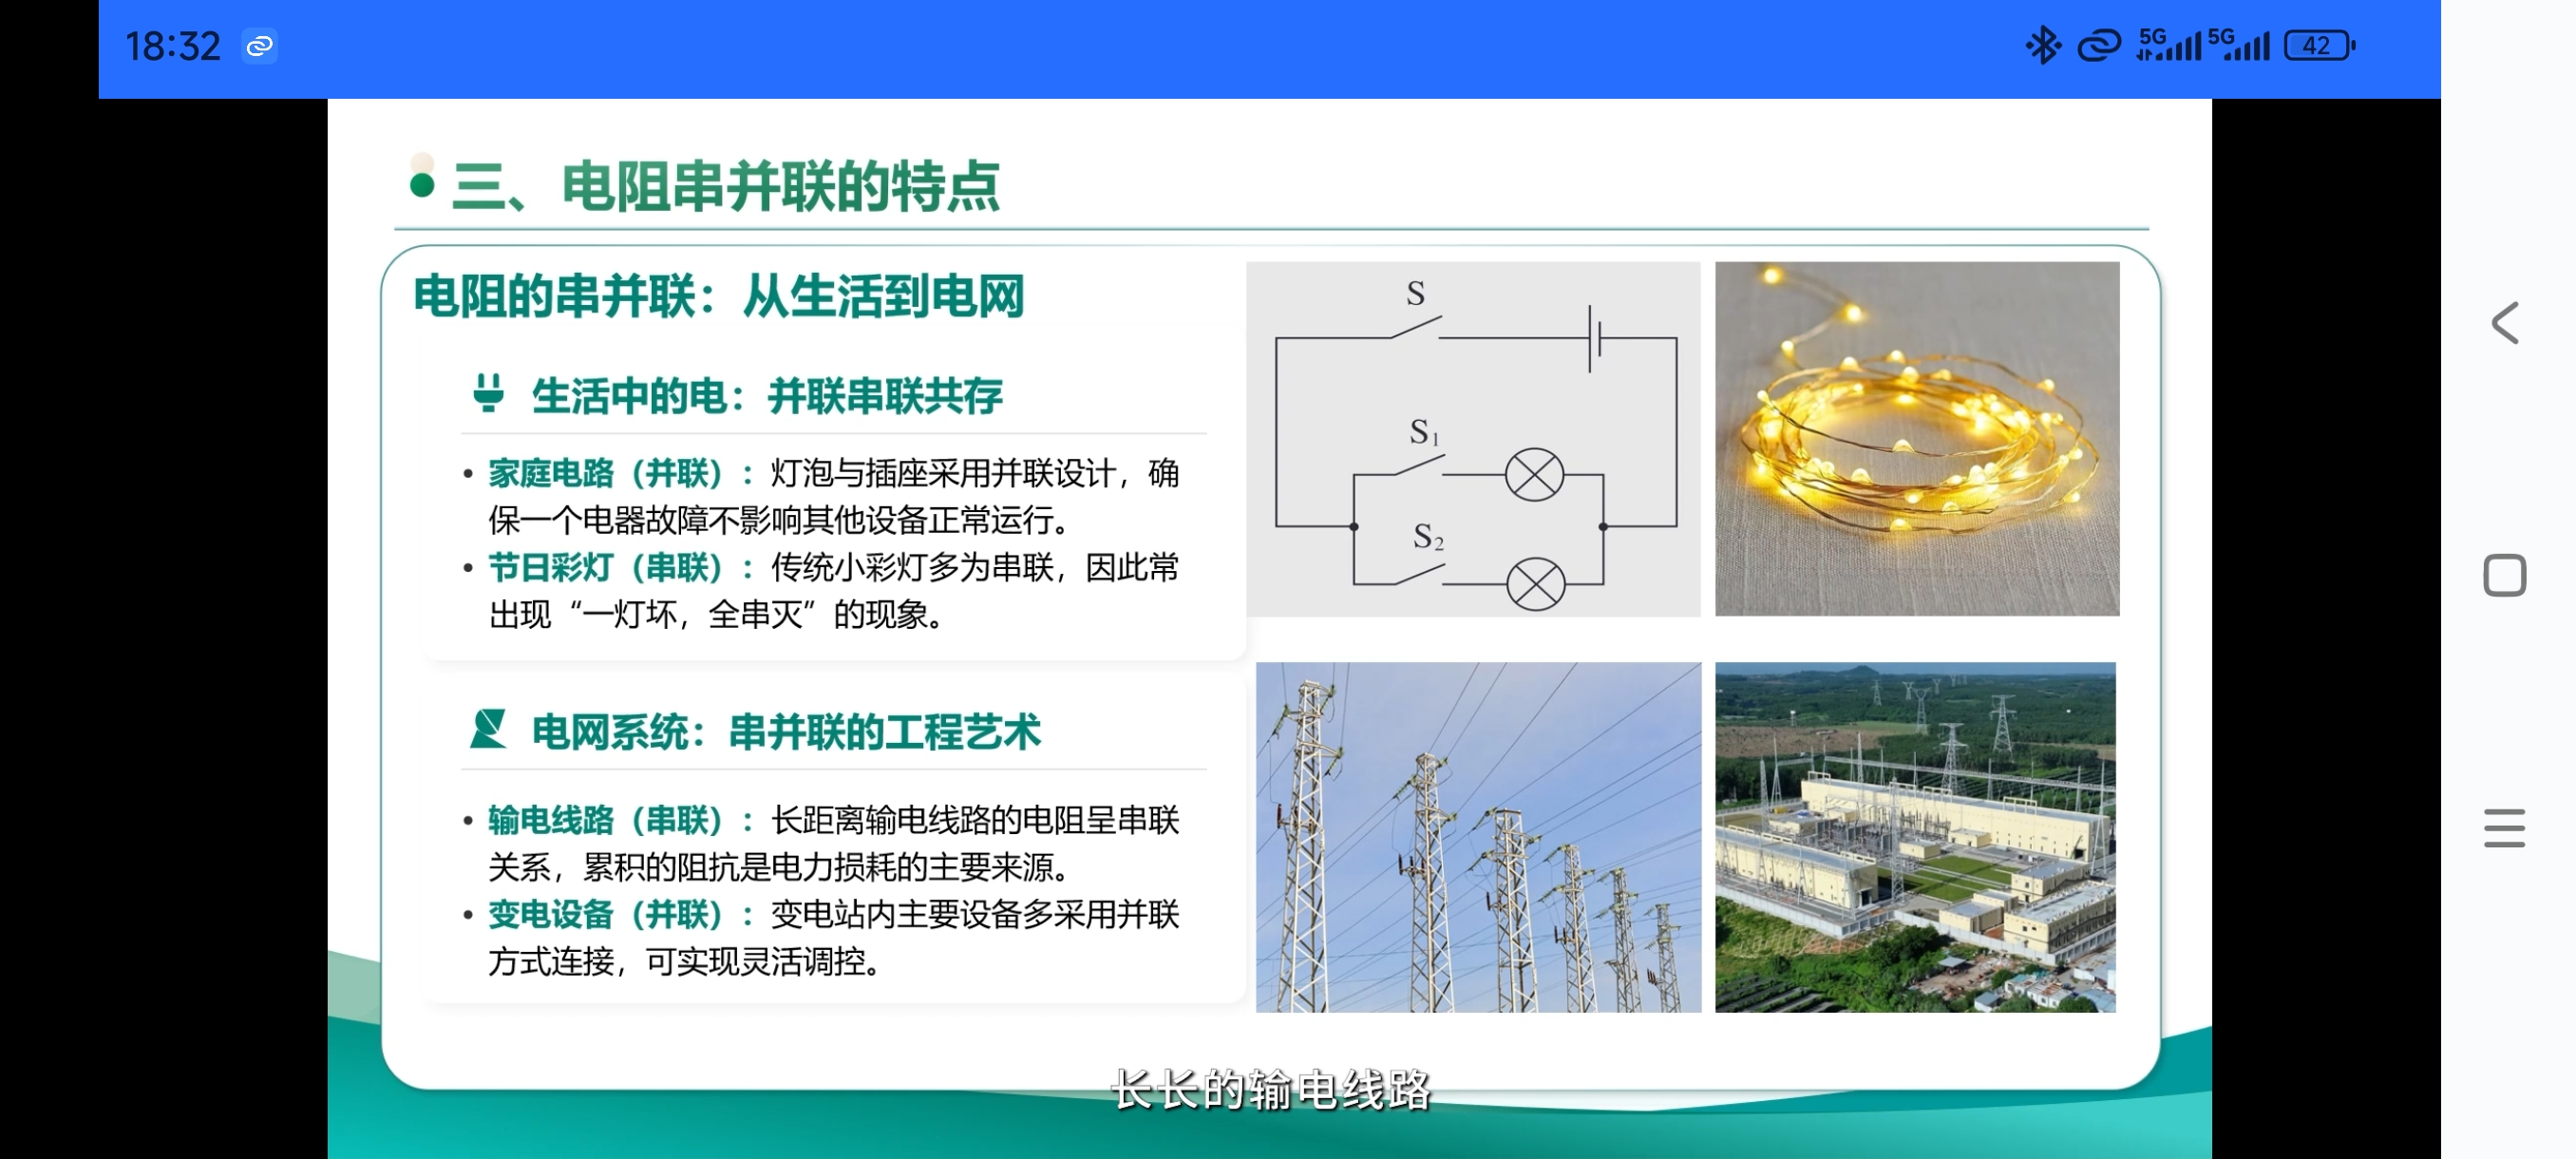 18:32
5G 5G 42
三、电阻串并联的特点
电阻的串并联：从生活到电网
生活中的电：并联串联共存
• 家庭电路（并联）：灯泡与插座采用并联设计，确
保一个电器故障不影响其他设备正常运行。
• 节日彩灯（串联）：传统小彩灯多为串联，因此常
出现“一灯坏，全串灭”的现象。
电网系统：串并联的工程艺术
• 输电线路（串联）：长距离输电线路的电阻呈串联
关系，累积的阻抗是电力损耗的主要来源。
• 变电设备（并联）：变电站内主要设备多采用并联
方式连接，可实现灵活调控。
S
S₁
S₂
长长的输电线路